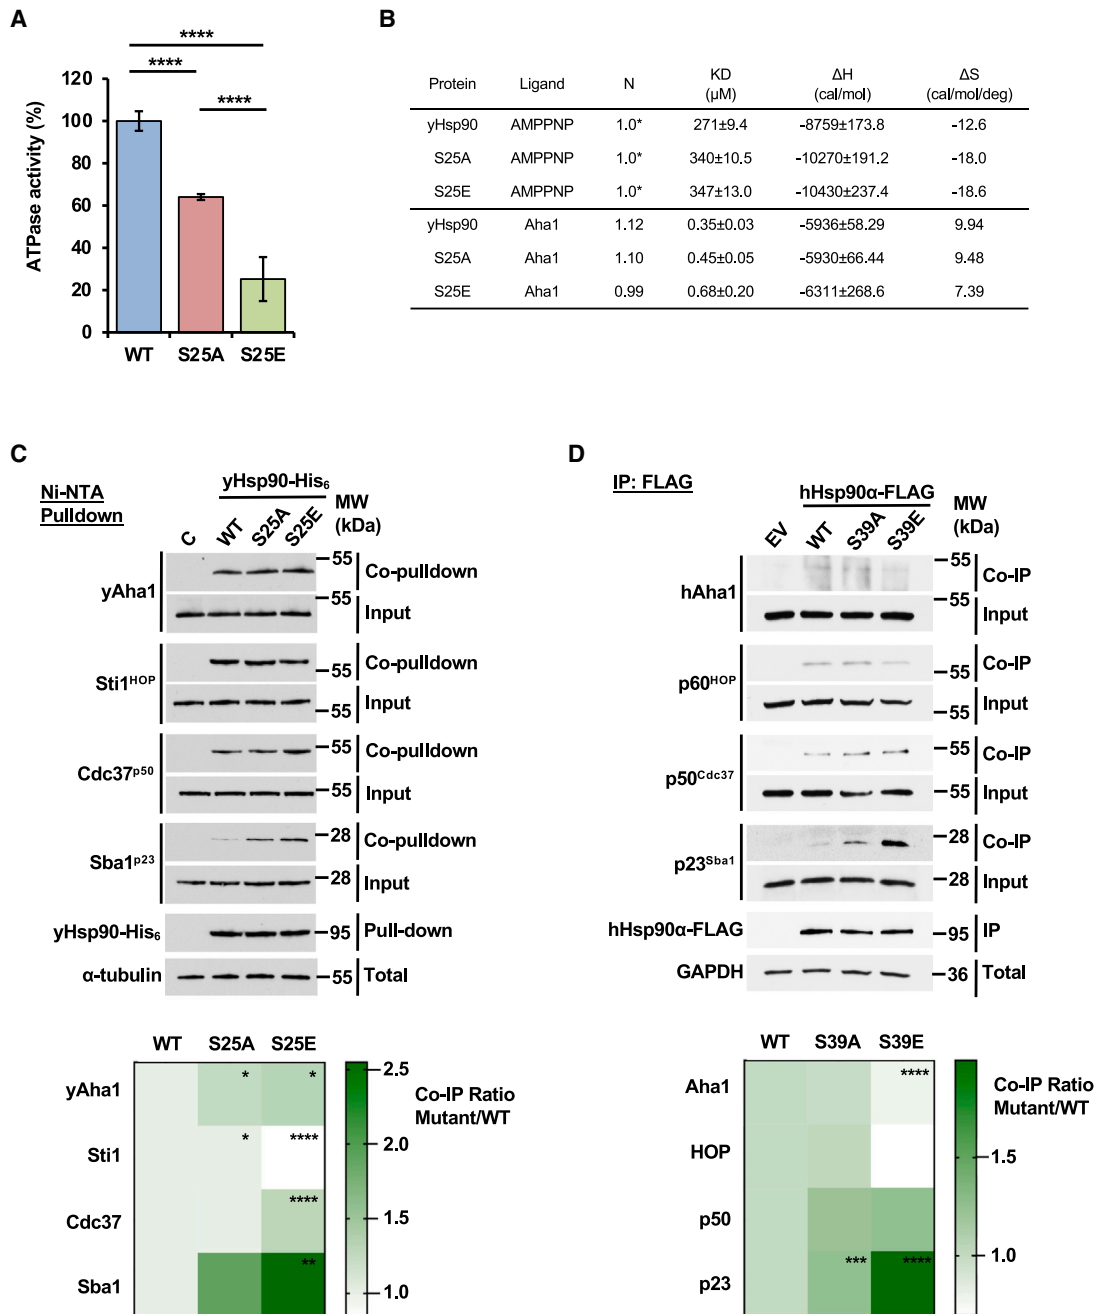 A
****
****
****
120
100
80
60
40
20
0
ATPase activity (%)
WT S25A S25E
B
Protein Ligand N KD (µM) ΔH (cal/mol) ΔS (cal/mol/deg)
yHsp90 AMPPNP 1.0* 271±9.4 -8759±173.8 -12.6
S25A AMPPNP 1.0* 340±10.5 -10270±191.2 -18.0
S25E AMPPNP 1.0* 347±13.0 -10430±237.4 -18.6
yHsp90 Aha1 1.12 0.35±0.03 -5936±58.29 9.94
S25A Aha1 1.10 0.45±0.05 -5930±66.44 9.48
S25E Aha1 0.99 0.68±0.20 -6311±268.6 7.39
C
Ni-NTA
Pulldown
yHsp90-His₆
C WT S25A S25E
MW
(kDa)
yAha1
55 Co-pulldown
55 Input
Sti1ᴴᴼᴾ
55 Co-pulldown
55 Input
Cdc37ᵖ⁵⁰
55 Co-pulldown
55 Input
Sba1ᵖ²³
28 Co-pulldown
28 Input
yHsp90-His₆ 95 Pull-down
α-tubulin 55 Total
WT S25A S25E
yAha1 * *
Sti1 * ****
Cdc37 ****
Sba1 **
2.5
2.0
1.5
1.0
Co-IP Ratio
Mutant/WT
D
IP: FLAG
hHsp90α-FLAG
EV WT S39A S39E
MW
(kDa)
hAha1
55 Co-IP
55 Input
p60ᴴᴼᴾ
55 Co-IP
55 Input
p50ᶜᵈᶜ³⁷
55 Co-IP
55 Input
p23ˢᵇᵃ¹
28 Co-IP
28 Input
hHsp90α-FLAG 95 IP
GAPDH 36 Total
WT S39A S39E
Aha1 ****
HOP
p50
p23 *** ****
1.5
1.0
Co-IP Ratio
Mutant/WT